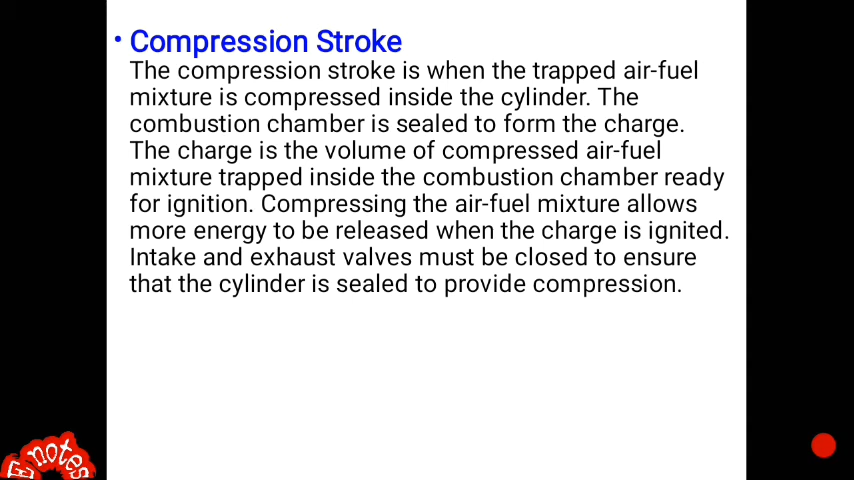 • Compression Stroke
The compression stroke is when the trapped air-fuel
mixture is compressed inside the cylinder. The
combustion chamber is sealed to form the charge.
The charge is the volume of compressed air-fuel
mixture trapped inside the combustion chamber ready
for ignition. Compressing the air-fuel mixture allows
more energy to be released when the charge is ignited.
Intake and exhaust valves must be closed to ensure
that the cylinder is sealed to provide compression.
E notes